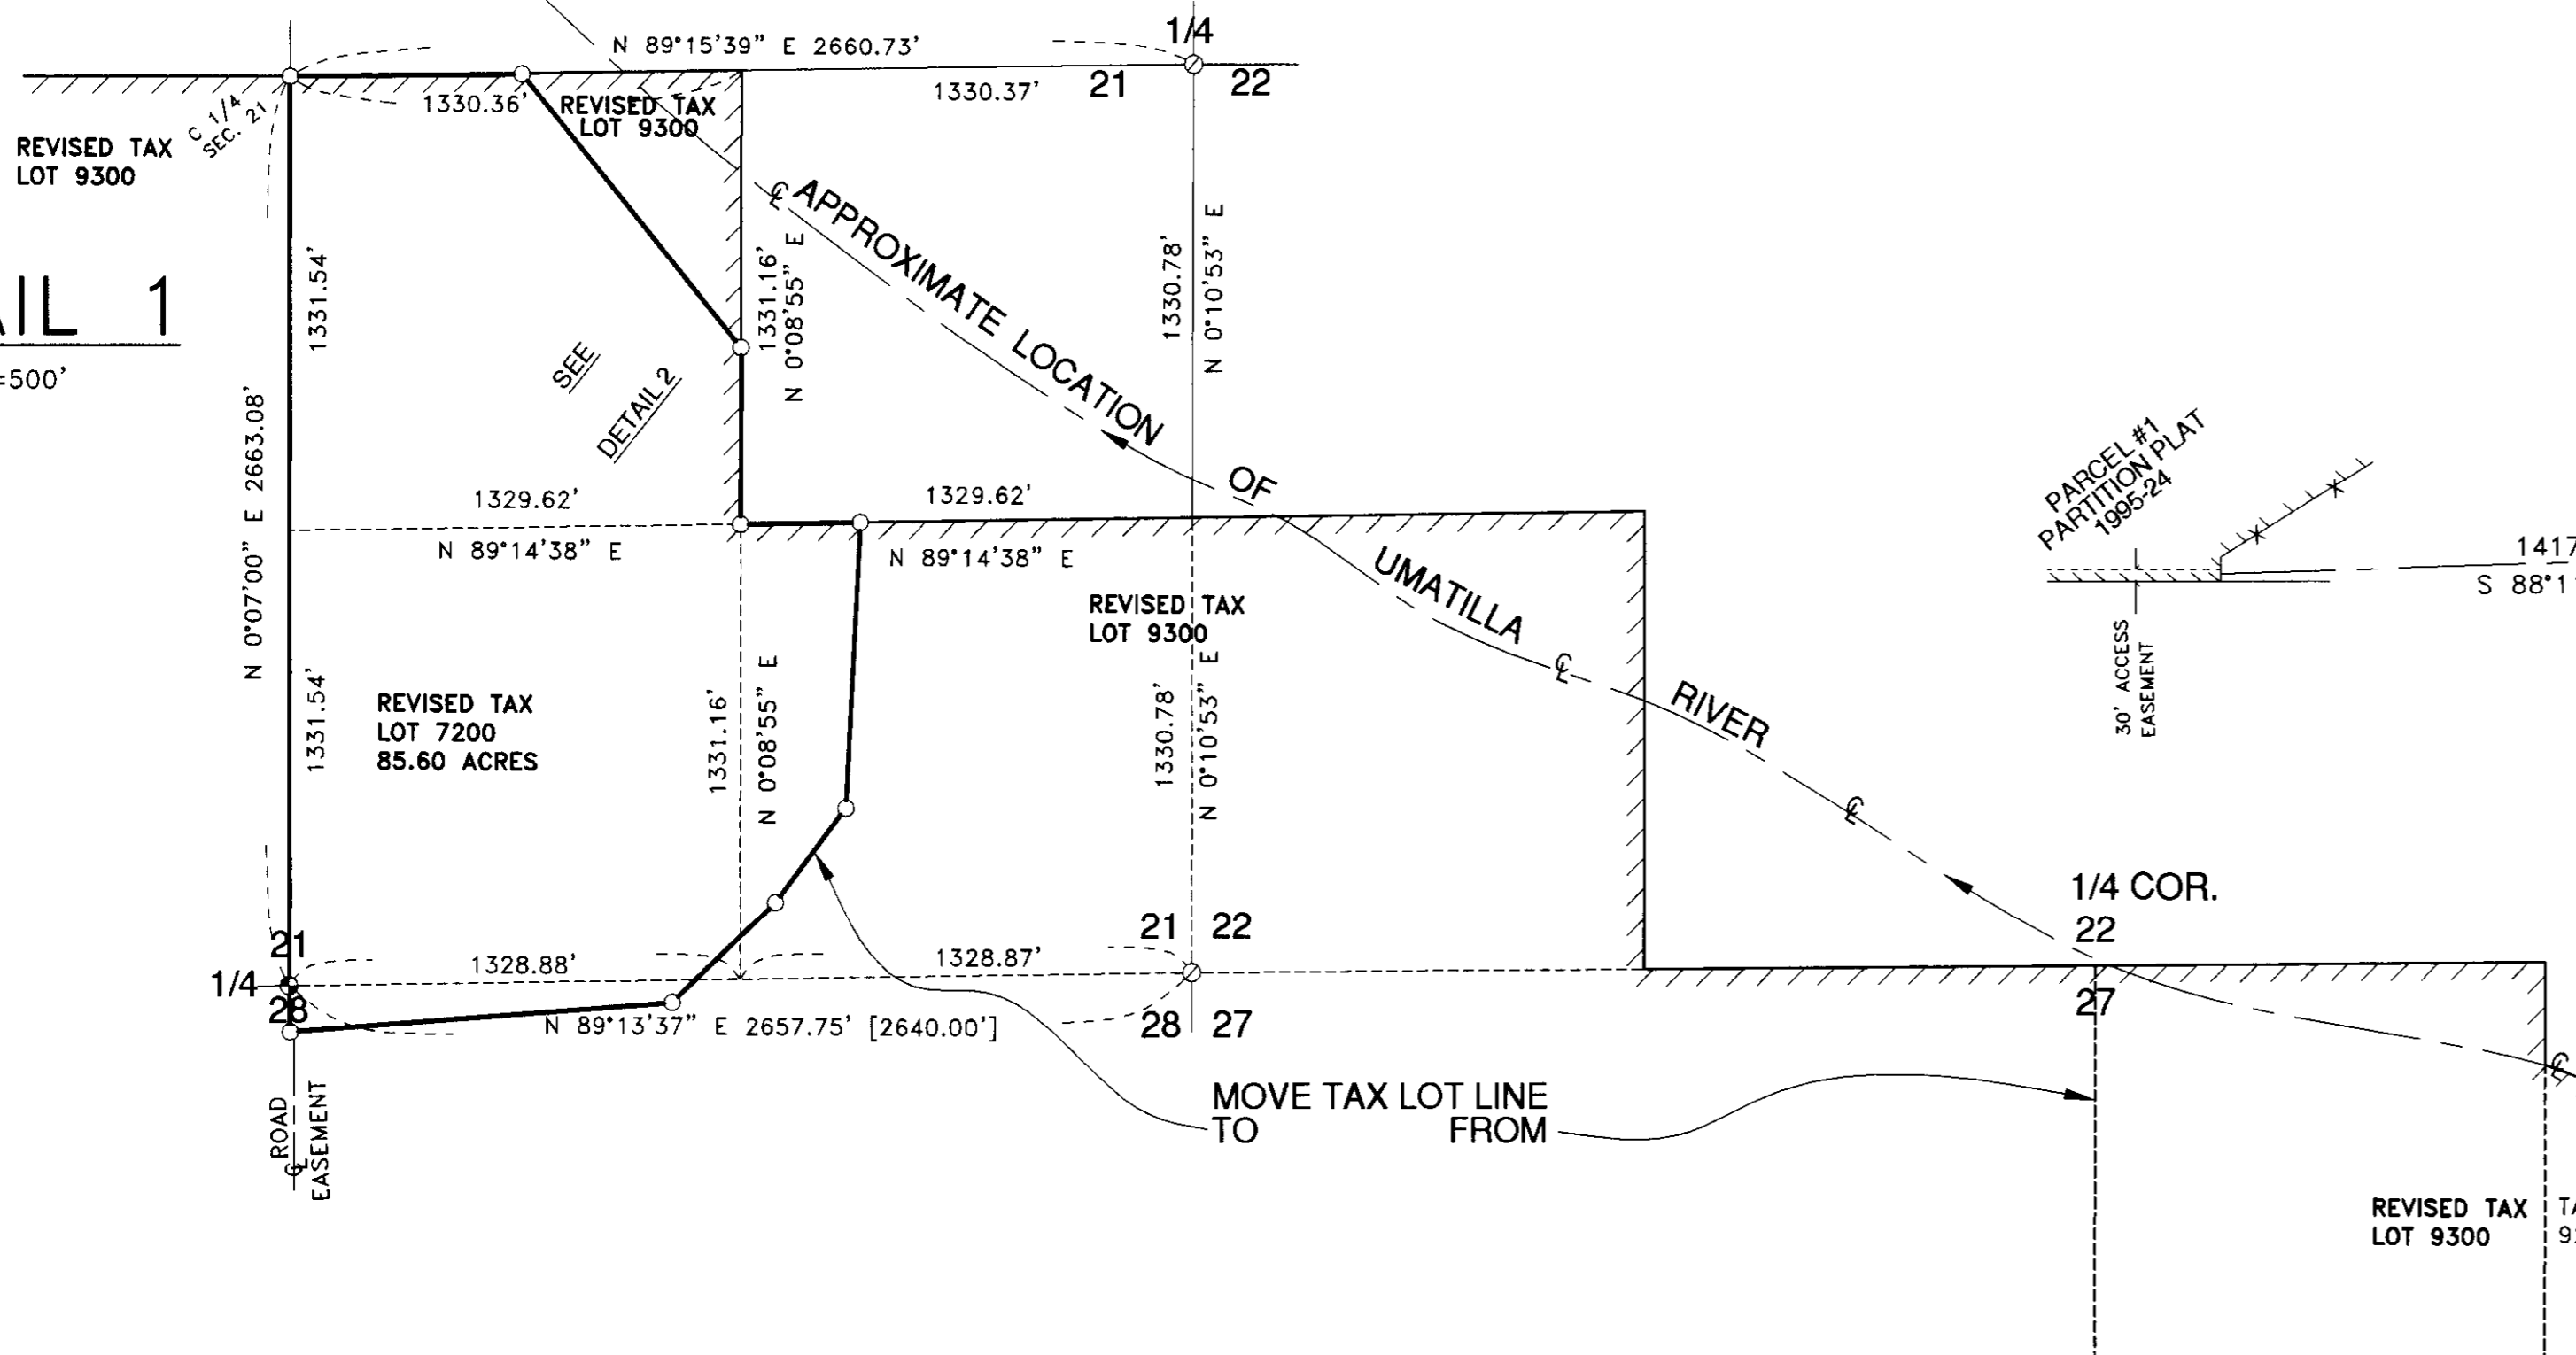 N 89°15'39" E 2660.73'
1/4
1330.36'
1330.37'
21 22
C 1/4
SEC. 21
REVISED TAX
LOT 9300
REVISED TAX
LOT 9300
AIL 1
=500'
1331.54'
N 0°07'00" E 2663.08'
SEE
DETAIL 2
1331.16'
N 0°08'55" E
1330.78'
N 0°10'53" E
℄ APPROXIMATE LOCATION OF UMATILLA ℄ RIVER ℄
PARCEL #1
PARTITION PLAT
1995-24
1417
S 88°1
30' ACCESS
EASEMENT
1329.62'
N 89°14'38" E
1329.62'
N 89°14'38" E
REVISED TAX
LOT 9300
REVISED TAX
LOT 7200
85.60 ACRES
1331.54'
1331.16'
N 0°08'55" E
1330.78'
N 0°10'53" E
1/4 COR.
22
27
21
1/4
28
1328.88'
1328.87'
21 22
28 27
N 89°13'37" E 2657.75' [2640.00']
℄ ROAD
EASEMENT
MOVE TAX LOT LINE
TO FROM
℄
REVISED TAX
LOT 9300